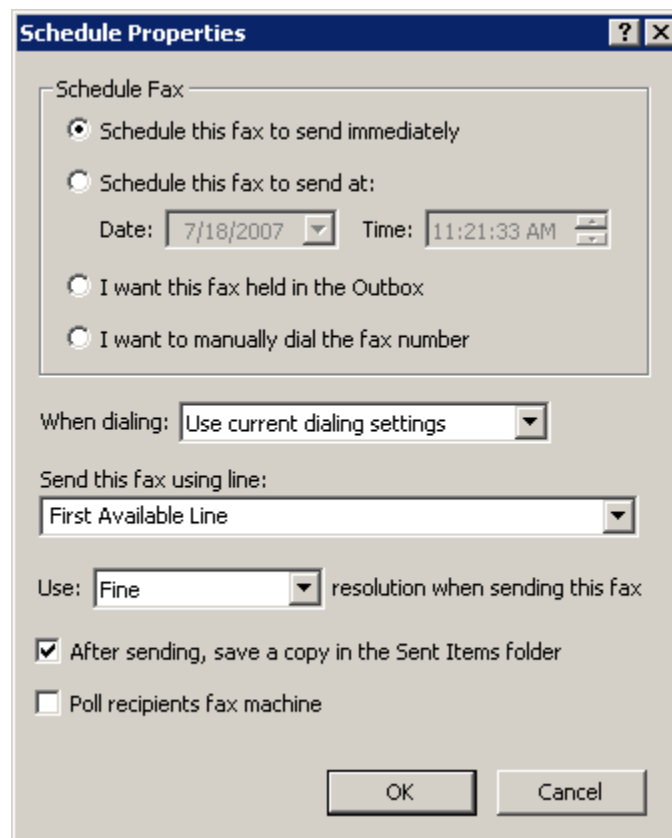 Schedule Properties
Schedule Fax
Schedule this fax to send immediately
Schedule this fax to send at:
Date: 7/18/2007 Time: 11:21:33 AM
I want this fax held in the Outbox
I want to manually dial the fax number
When dialing: Use current dialing settings
Send this fax using line:
First Available Line
Use: Fine resolution when sending this fax
After sending, save a copy in the Sent Items folder
Poll recipients fax machine
OK Cancel